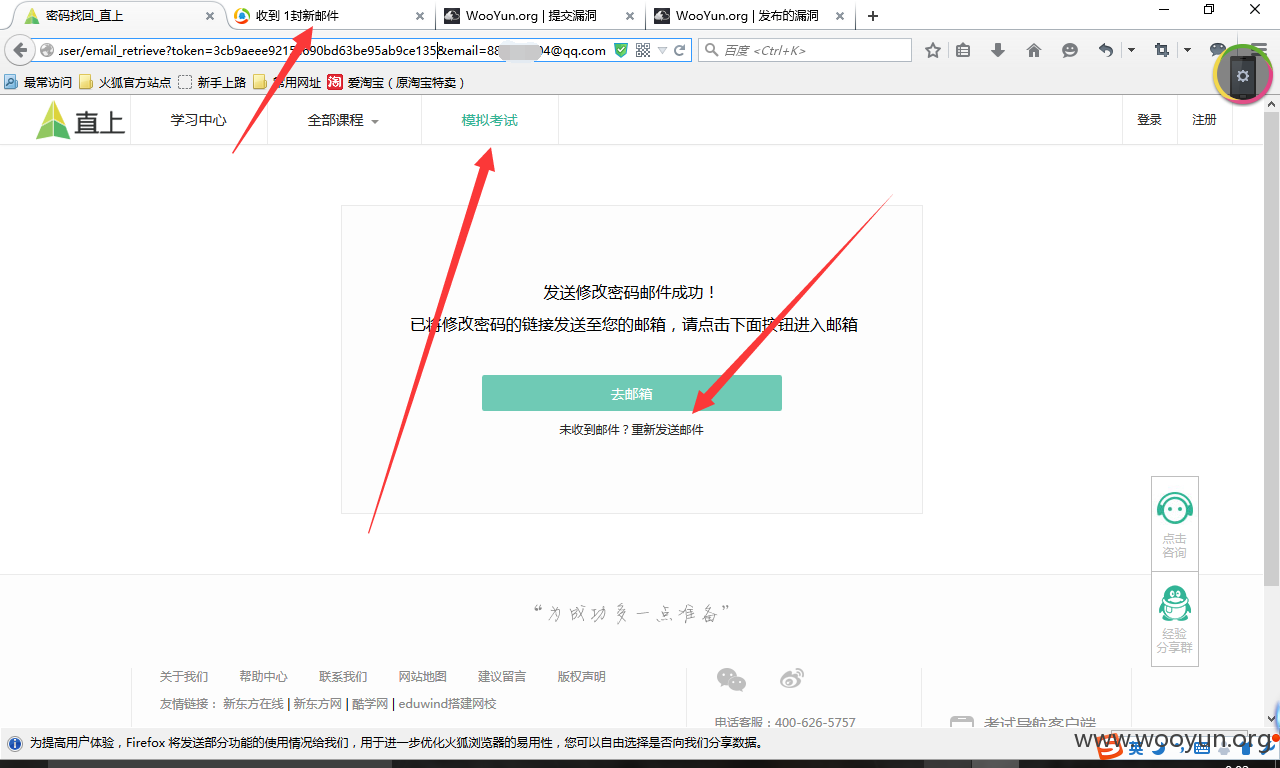 密码找回_直上
收到 1封新邮件
WooYun.org | 提交漏洞
WooYun.org | 发布的漏洞
百度 <Ctrl+K>
最常访问
火狐官方站点
新手上路
常用网址
淘
爱淘宝（原淘宝特卖）
直上
学习中心
全部课程
模拟考试
登录
注册
发送修改密码邮件成功！
已将修改密码的链接发送至您的邮箱，请点击下面按钮进入邮箱
去邮箱
未收到邮件？重新发送邮件
点击
咨询
经验
分享群
“为成功多一点准备”
关于我们
帮助中心
联系我们
网站地图
建议留言
版权声明
友情链接： 新东方在线 | 新东方网 | 酷学网 | eduwind搭建网校
电话客服：400-626-5757
考试导航客户端
为提高用户体验，Firefox 将发送部分功能的使用情况给我们，用于进一步优化火狐浏览器的易用性，您可以自由选择是否向我们分享数据。
www.wooyun.org
英